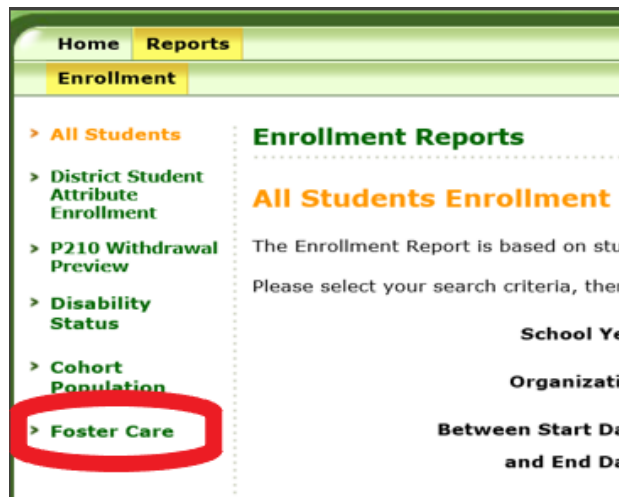 Home Reports
Enrollment
> All Students
> District Student
Attribute
Enrollment
> P210 Withdrawal
Preview
> Disability
Status
> Cohort
Population
> Foster Care
Enrollment Reports
All Students Enrollment
The Enrollment Report is based on stu
Please select your search criteria, the
School Ye
Organizati
Between Start Da
and End Da